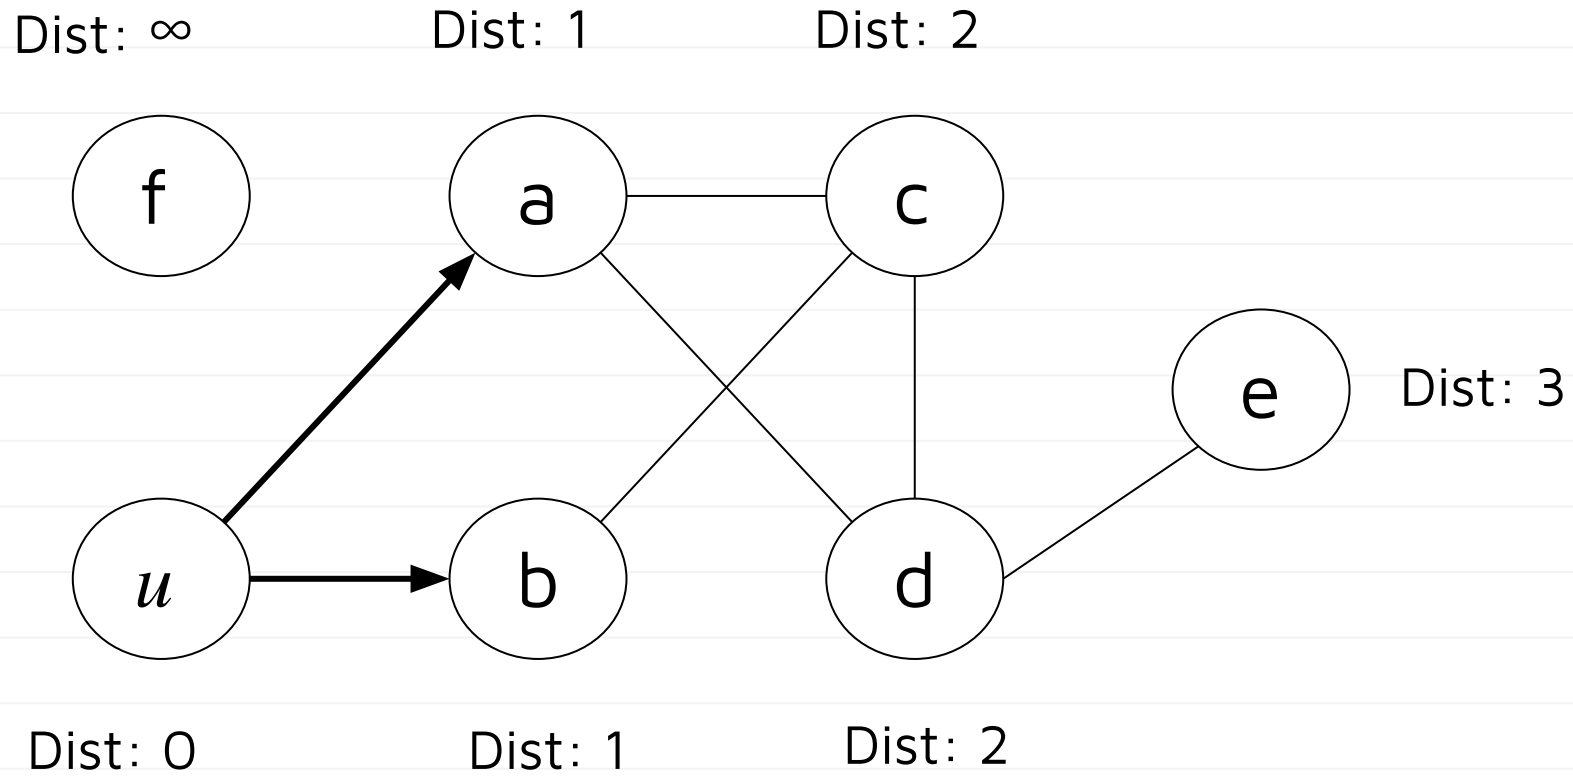 Dist: ∞
Dist: 1
Dist: 2
f
a
c
e
Dist: 3
u
b
d
Dist: 0
Dist: 1
Dist: 2